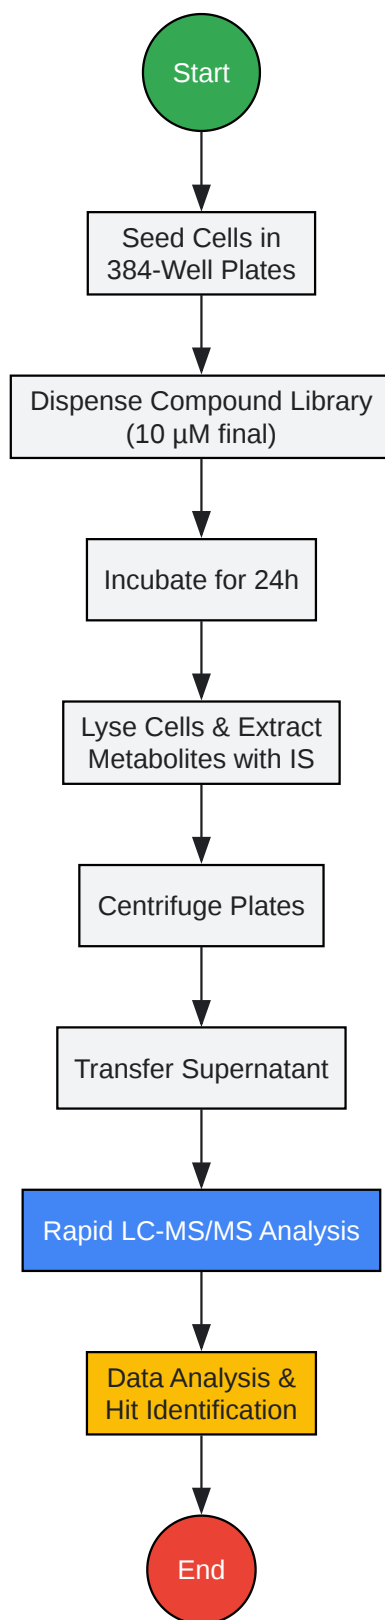 Start
Seed Cells in
384-Well Plates
Dispense Compound Library
(10 µM final)
Incubate for 24h
Lyse Cells & Extract
Metabolites with IS
Centrifuge Plates
Transfer Supernatant
Rapid LC-MS/MS Analysis
Data Analysis &
Hit Identification
End